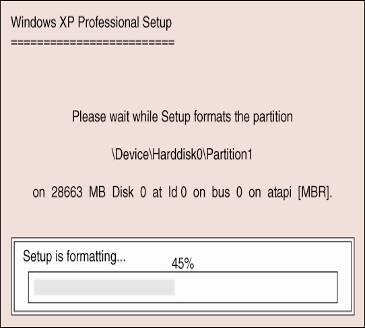 Windows XP Professional Setup
==========================
Please wait while Setup formats the partition
\Device\Harddisk0\Partition1
on 28663 MB Disk 0 at Id 0 on bus 0 on atapi [MBR].
Setup is formatting...
45%